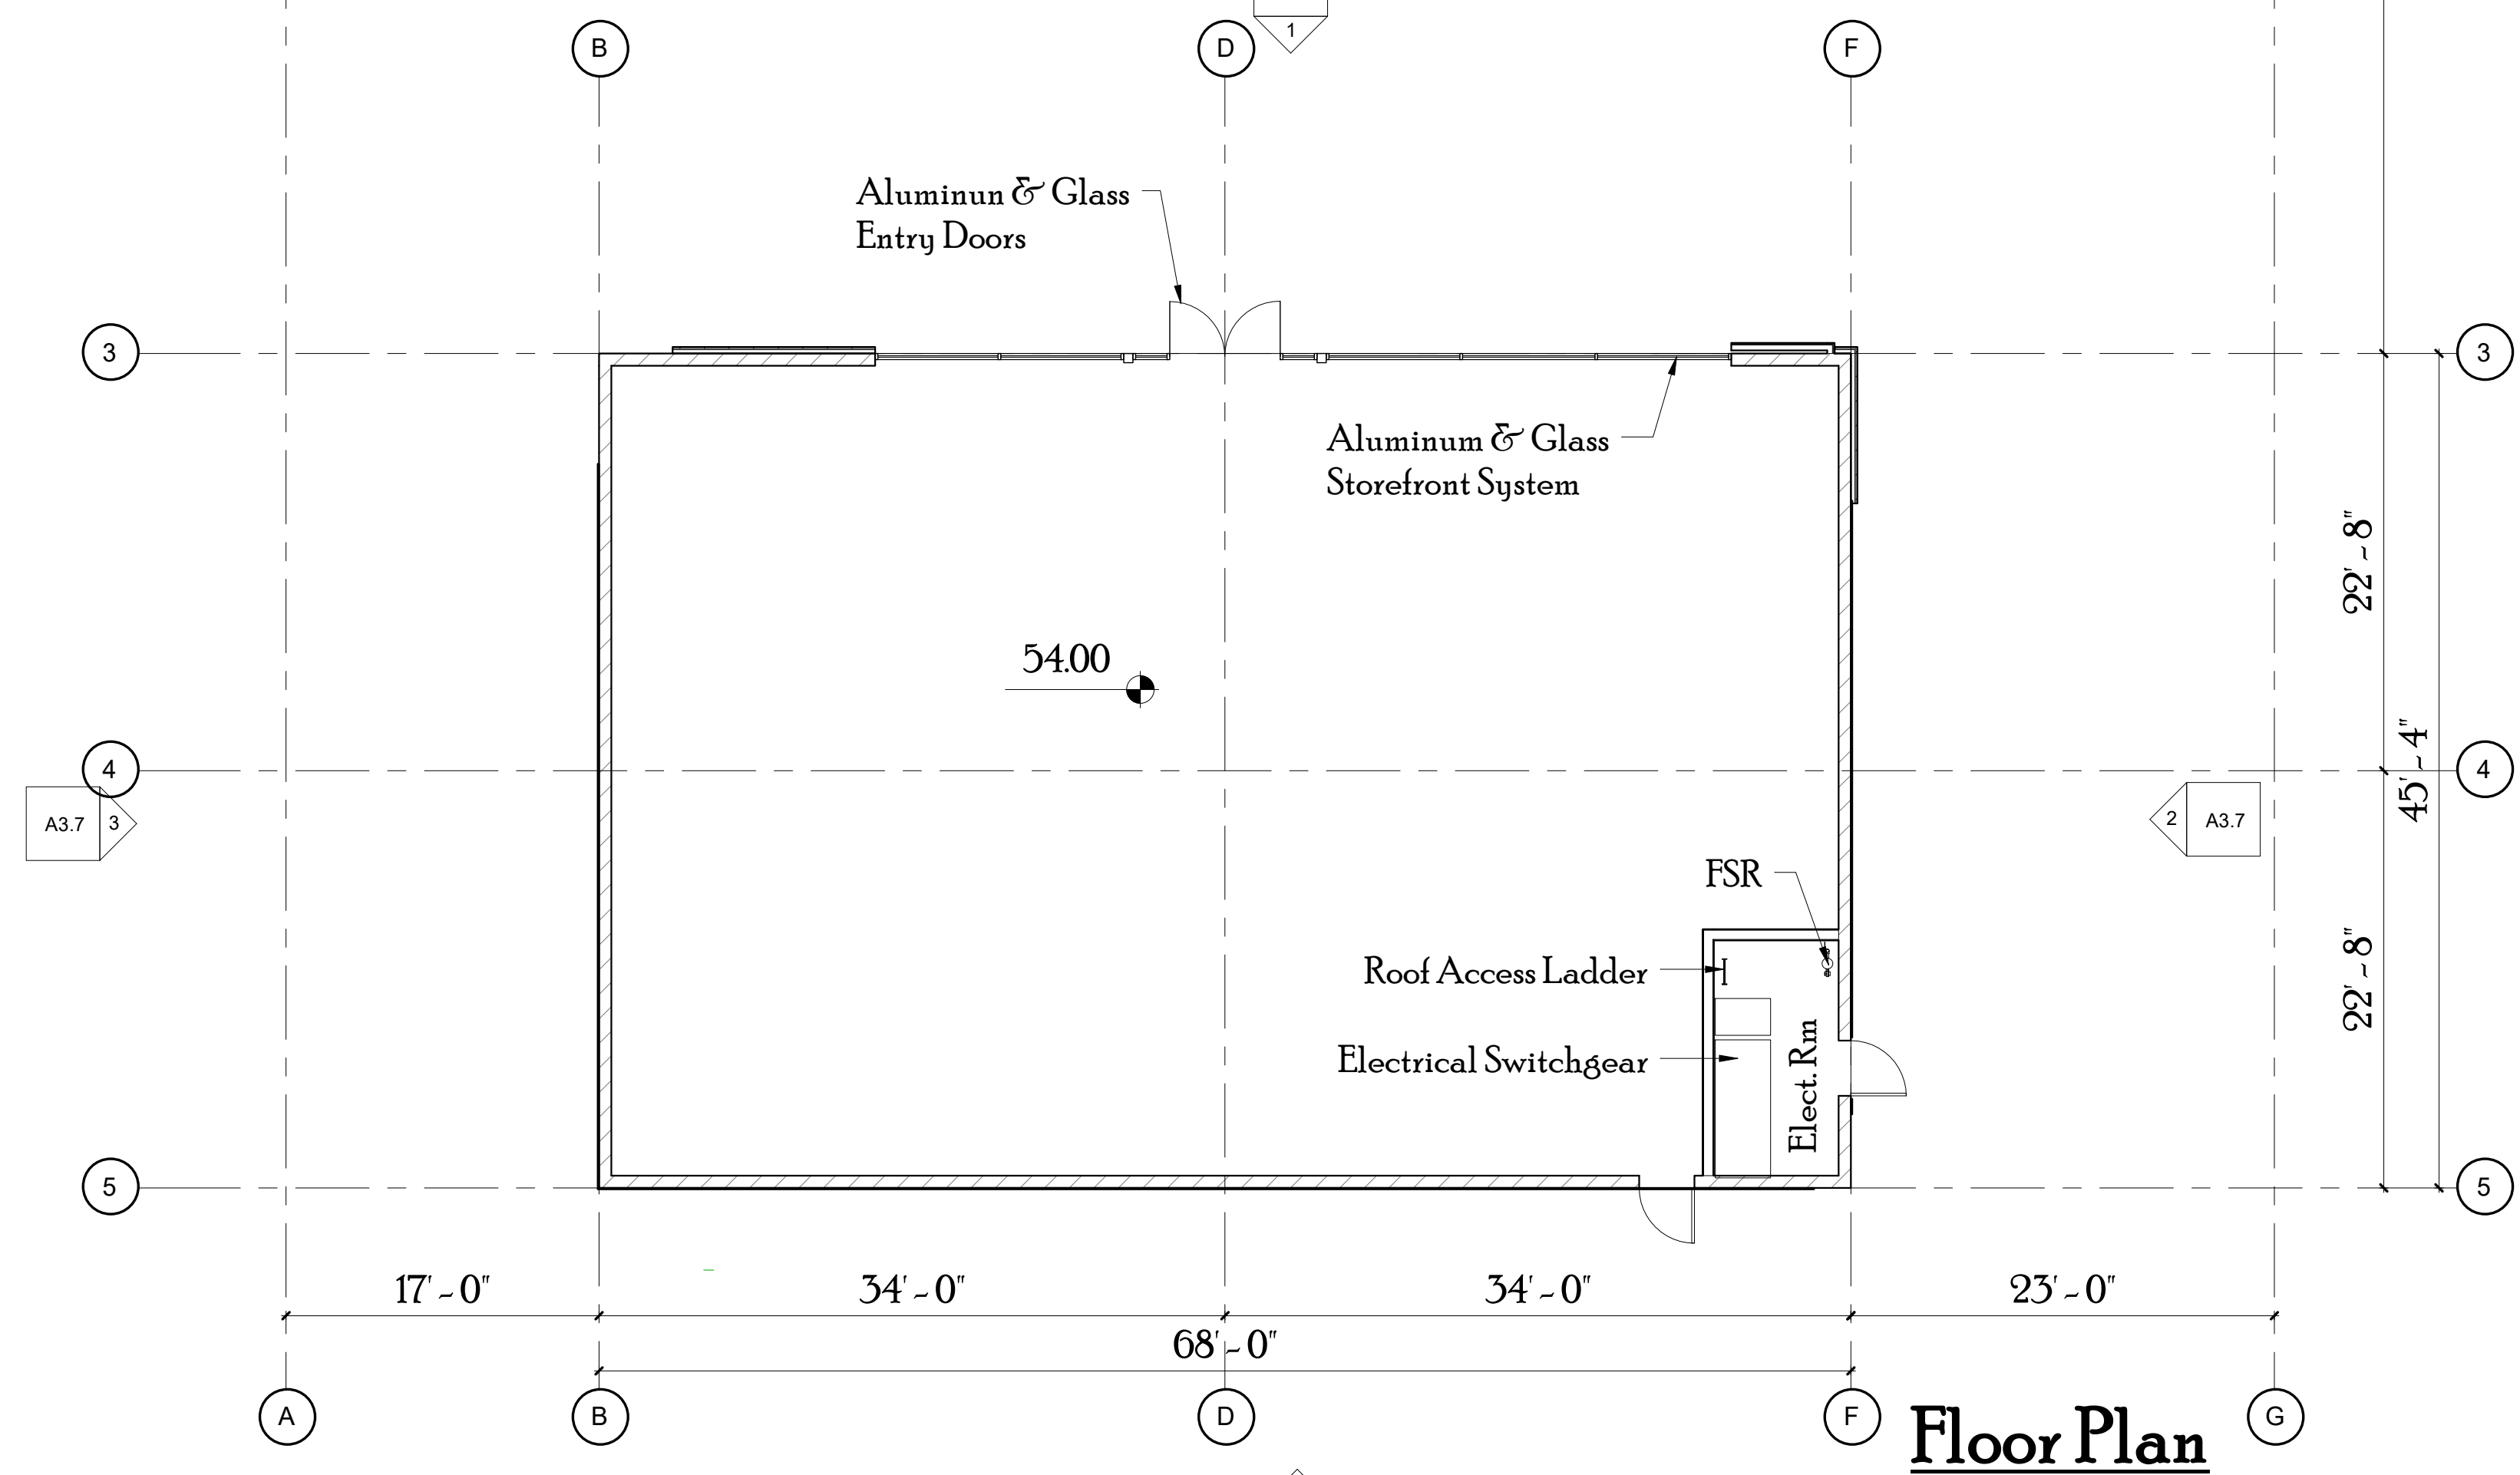 1
B
D
F
Aluminun & Glass
Entry Doors
3
3
Aluminum & Glass
Storefront System
22'-8"
54.00
45'-4"
4
4
A3.7
3
2
A3.7
FSR
Roof Access Ladder
22'-8"
Electrical Switchgear
Elect. Rm
5
5
17'-0"
34'-0"
34'-0"
23'-0"
68'-0"
A
B
D
F
G
Floor Plan